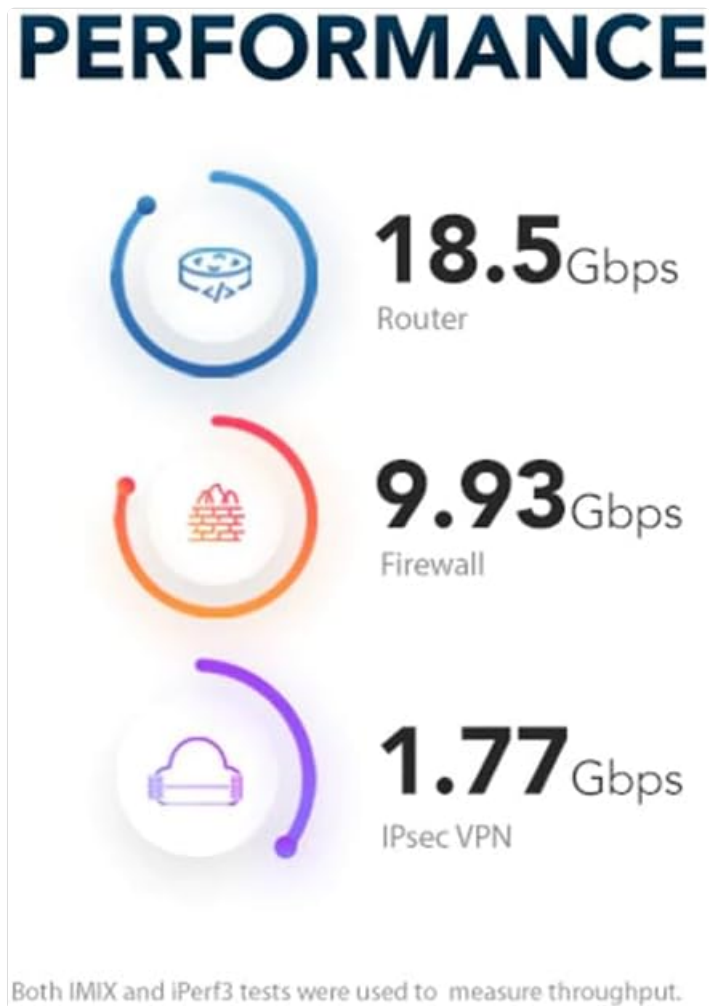 PERFORMANCE
18.5Gbps
Router
9.93Gbps
Firewall
1.77Gbps
IPsec VPN
Both IMIX and iPerf3 tests were used to measure throughput.